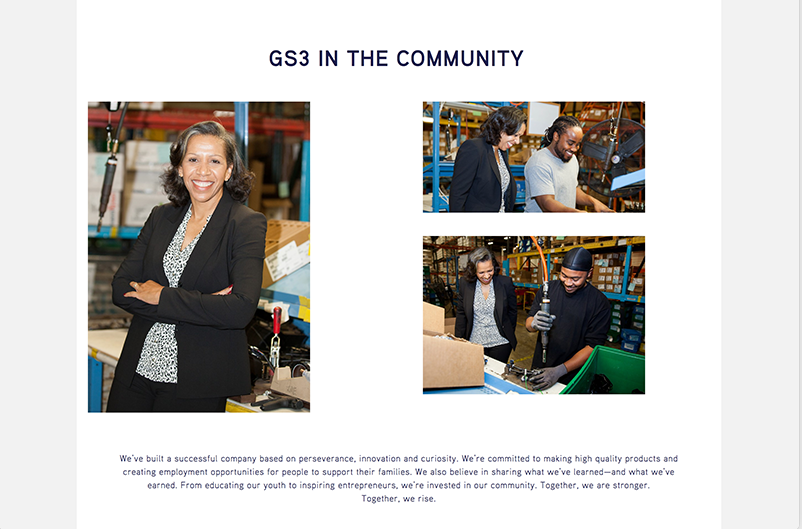 GS3 IN THE COMMUNITY
We've built a successful company based on perseverance, innovation and curiosity. We're committed to making high quality products and
creating employment opportunities for people to support their families. We also believe in sharing what we've learned—and what we've
earned. From educating our youth to inspiring entrepreneurs, we're invested in our community. Together, we are stronger.
Together, we rise.